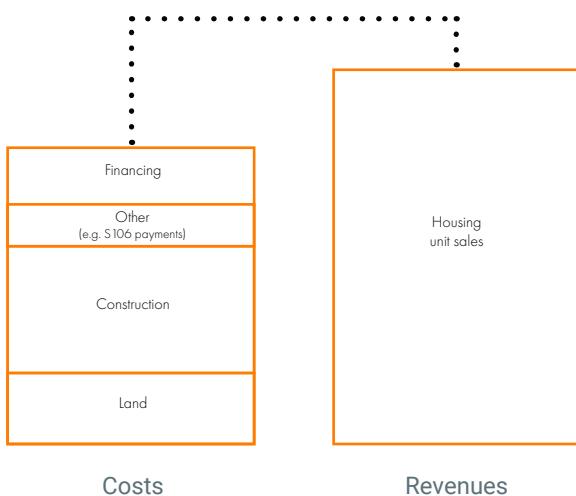 Financing
Other
(e.g. S106 payments)
Construction
Land
Housing
unit sales
Costs
Revenues